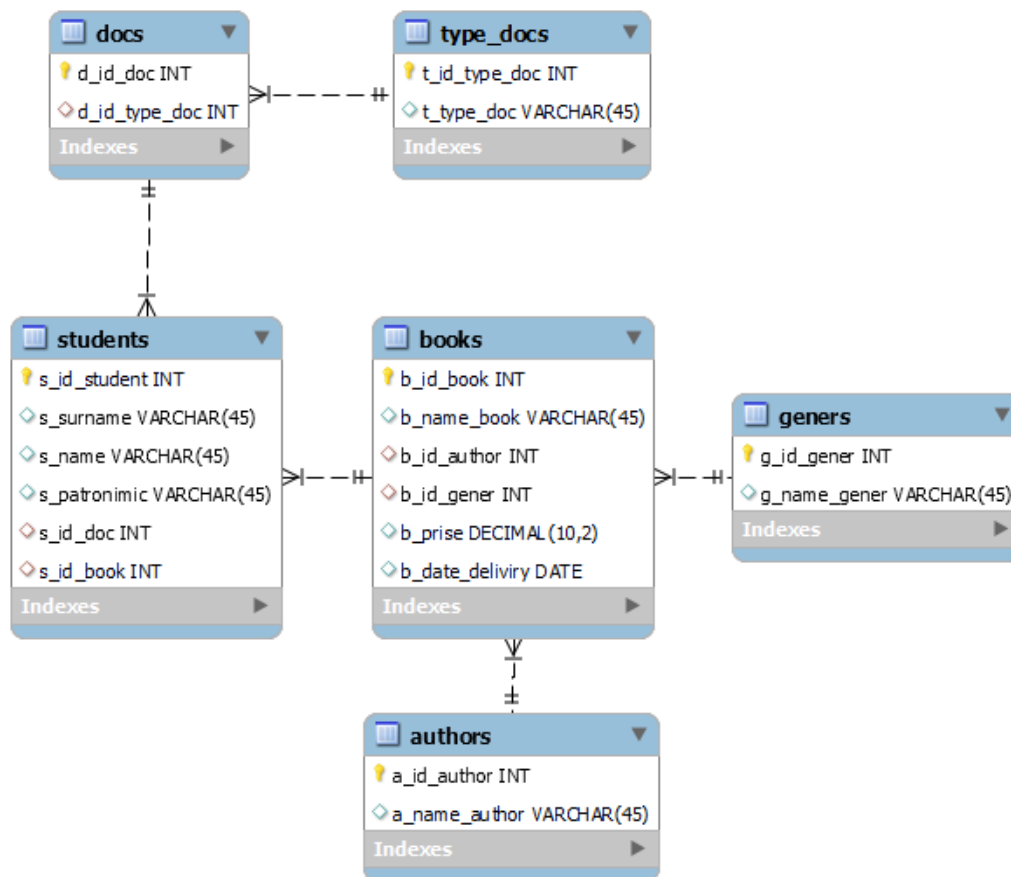 docs
d_id_doc INT
d_id_type_doc INT
Indexes
type_docs
t_id_type_doc INT
t_type_doc VARCHAR(45)
Indexes
students
s_id_student INT
s_surname VARCHAR(45)
s_name VARCHAR(45)
s_patronimic VARCHAR(45)
s_id_doc INT
s_id_book INT
Indexes
books
b_id_book INT
b_name_book VARCHAR(45)
b_id_author INT
b_id_gener INT
b_prise DECIMAL(10,2)
b_date_deliviry DATE
Indexes
geners
g_id_gener INT
g_name_gener VARCHAR(45)
Indexes
authors
a_id_author INT
a_name_author VARCHAR(45)
Indexes